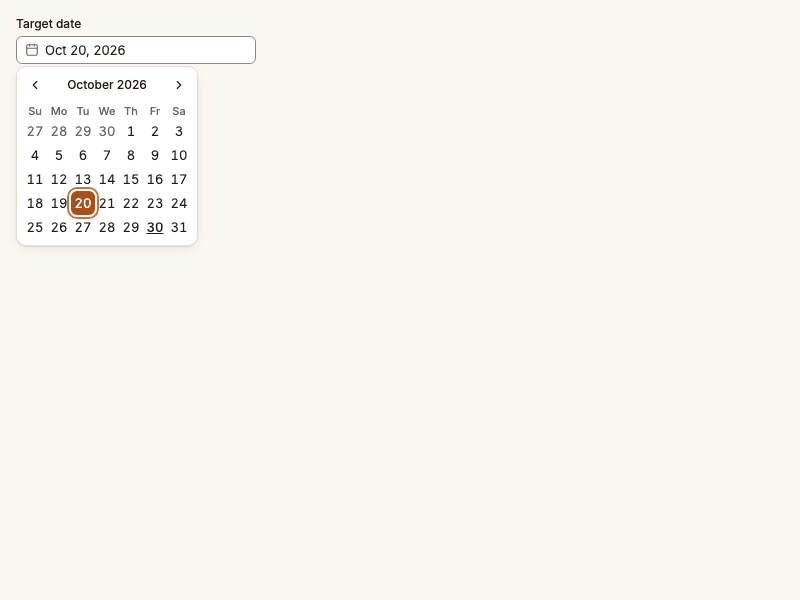 Target date
Oct 20, 2026
October 2026
Su Mo Tu We Th Fr Sa
27 28 29 30 1 2 3
4 5 6 7 8 9 10
11 12 13 14 15 16 17
18 19 20 21 22 23 24
25 26 27 28 29 30 31